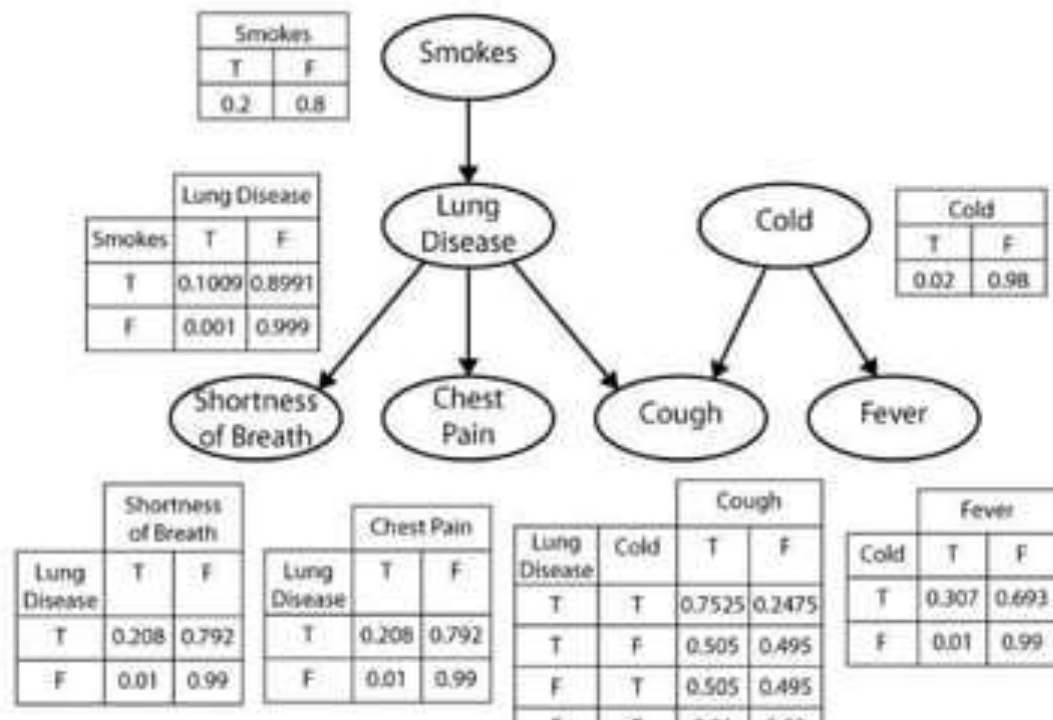 Smokes
T F
0.2 0.8
Smokes
Lung Disease
Smokes T F
T 0.1009 0.8991
F 0.001 0.999
Lung
Disease
Cold
Cold
T F
0.02 0.98
Shortness
of Breath
Chest
Pain
Cough
Fever
Shortness
of Breath
Lung
Disease T F
T 0.208 0.792
F 0.01 0.99
Chest Pain
Lung
Disease T F
T 0.208 0.792
F 0.01 0.99
Cough
Lung
Disease Cold T F
T T 0.7525 0.2475
T F 0.505 0.495
F T 0.505 0.495
Fever
Cold T F
T 0.307 0.693
F 0.01 0.99